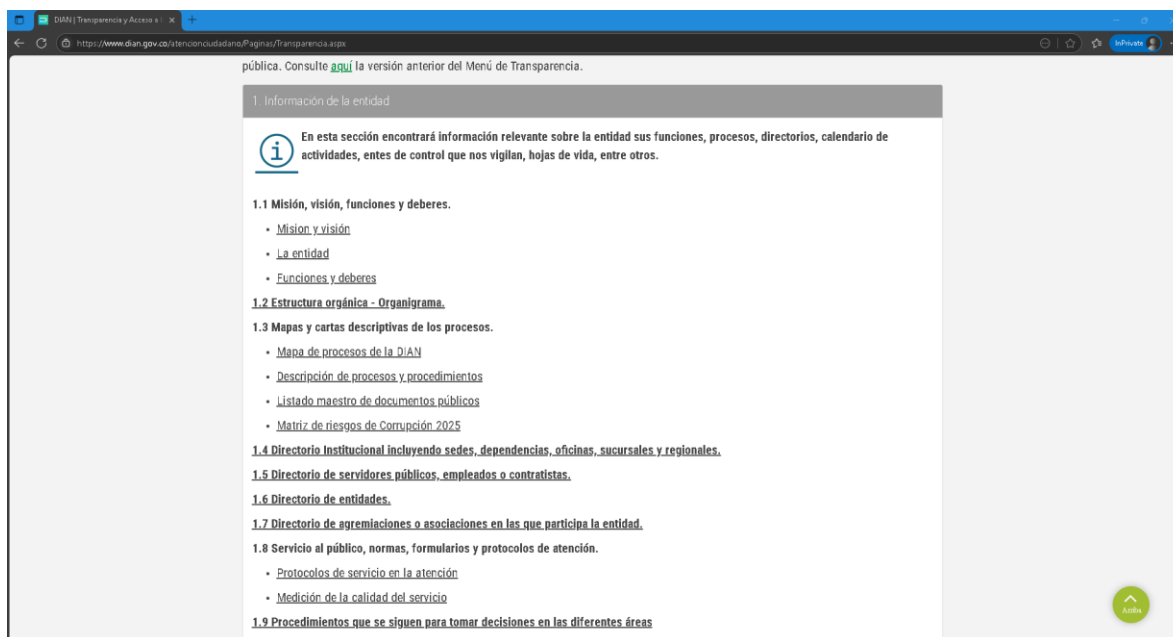 DIAN | Transparencia y Acceso a l
https://www.dian.gov.co/atencionciudadano/Paginas/Transparencia.aspx
InPrivate
pública. Consulte aquí la versión anterior del Menú de Transparencia.
1. Información de la entidad
En esta sección encontrará información relevante sobre la entidad sus funciones, procesos, directorios, calendario de
actividades, entes de control que nos vigilan, hojas de vida, entre otros.
1.1 Misión, visión, funciones y deberes.
Mision y visión
La entidad
Funciones y deberes
1.2 Estructura orgánica - Organigrama.
1.3 Mapas y cartas descriptivas de los procesos.
Mapa de procesos de la DIAN
Descripción de procesos y procedimientos
Listado maestro de documentos públicos
Matriz de riesgos de Corrupción 2025
1.4 Directorio Institucional incluyendo sedes, dependencias, oficinas, sucursales y regionales.
1.5 Directorio de servidores públicos, empleados o contratistas.
1.6 Directorio de entidades.
1.7 Directorio de agremiaciones o asociaciones en las que participa la entidad.
1.8 Servicio al público, normas, formularios y protocolos de atención.
Protocolos de servicio en la atención
Medición de la calidad del servicio
1.9 Procedimientos que se siguen para tomar decisiones en las diferentes áreas
Arriba